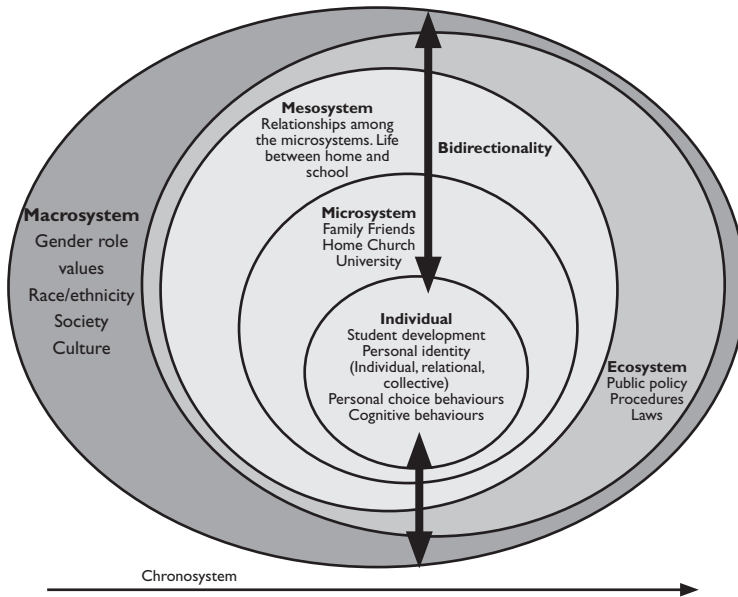 Mesosystem
Relationships among
the microsystems. Life
between home and
school
Bidirectionality
Macrosystem
Gender role
values
Race/ethnicity
Society
Culture
Microsystem
Family Friends
Home Church
University
Individual
Student development
Personal identity
(Individual, relational,
collective)
Personal choice behaviours
Cognitive behaviours
Ecosystem
Public policy
Procedures
Laws
Chronosystem